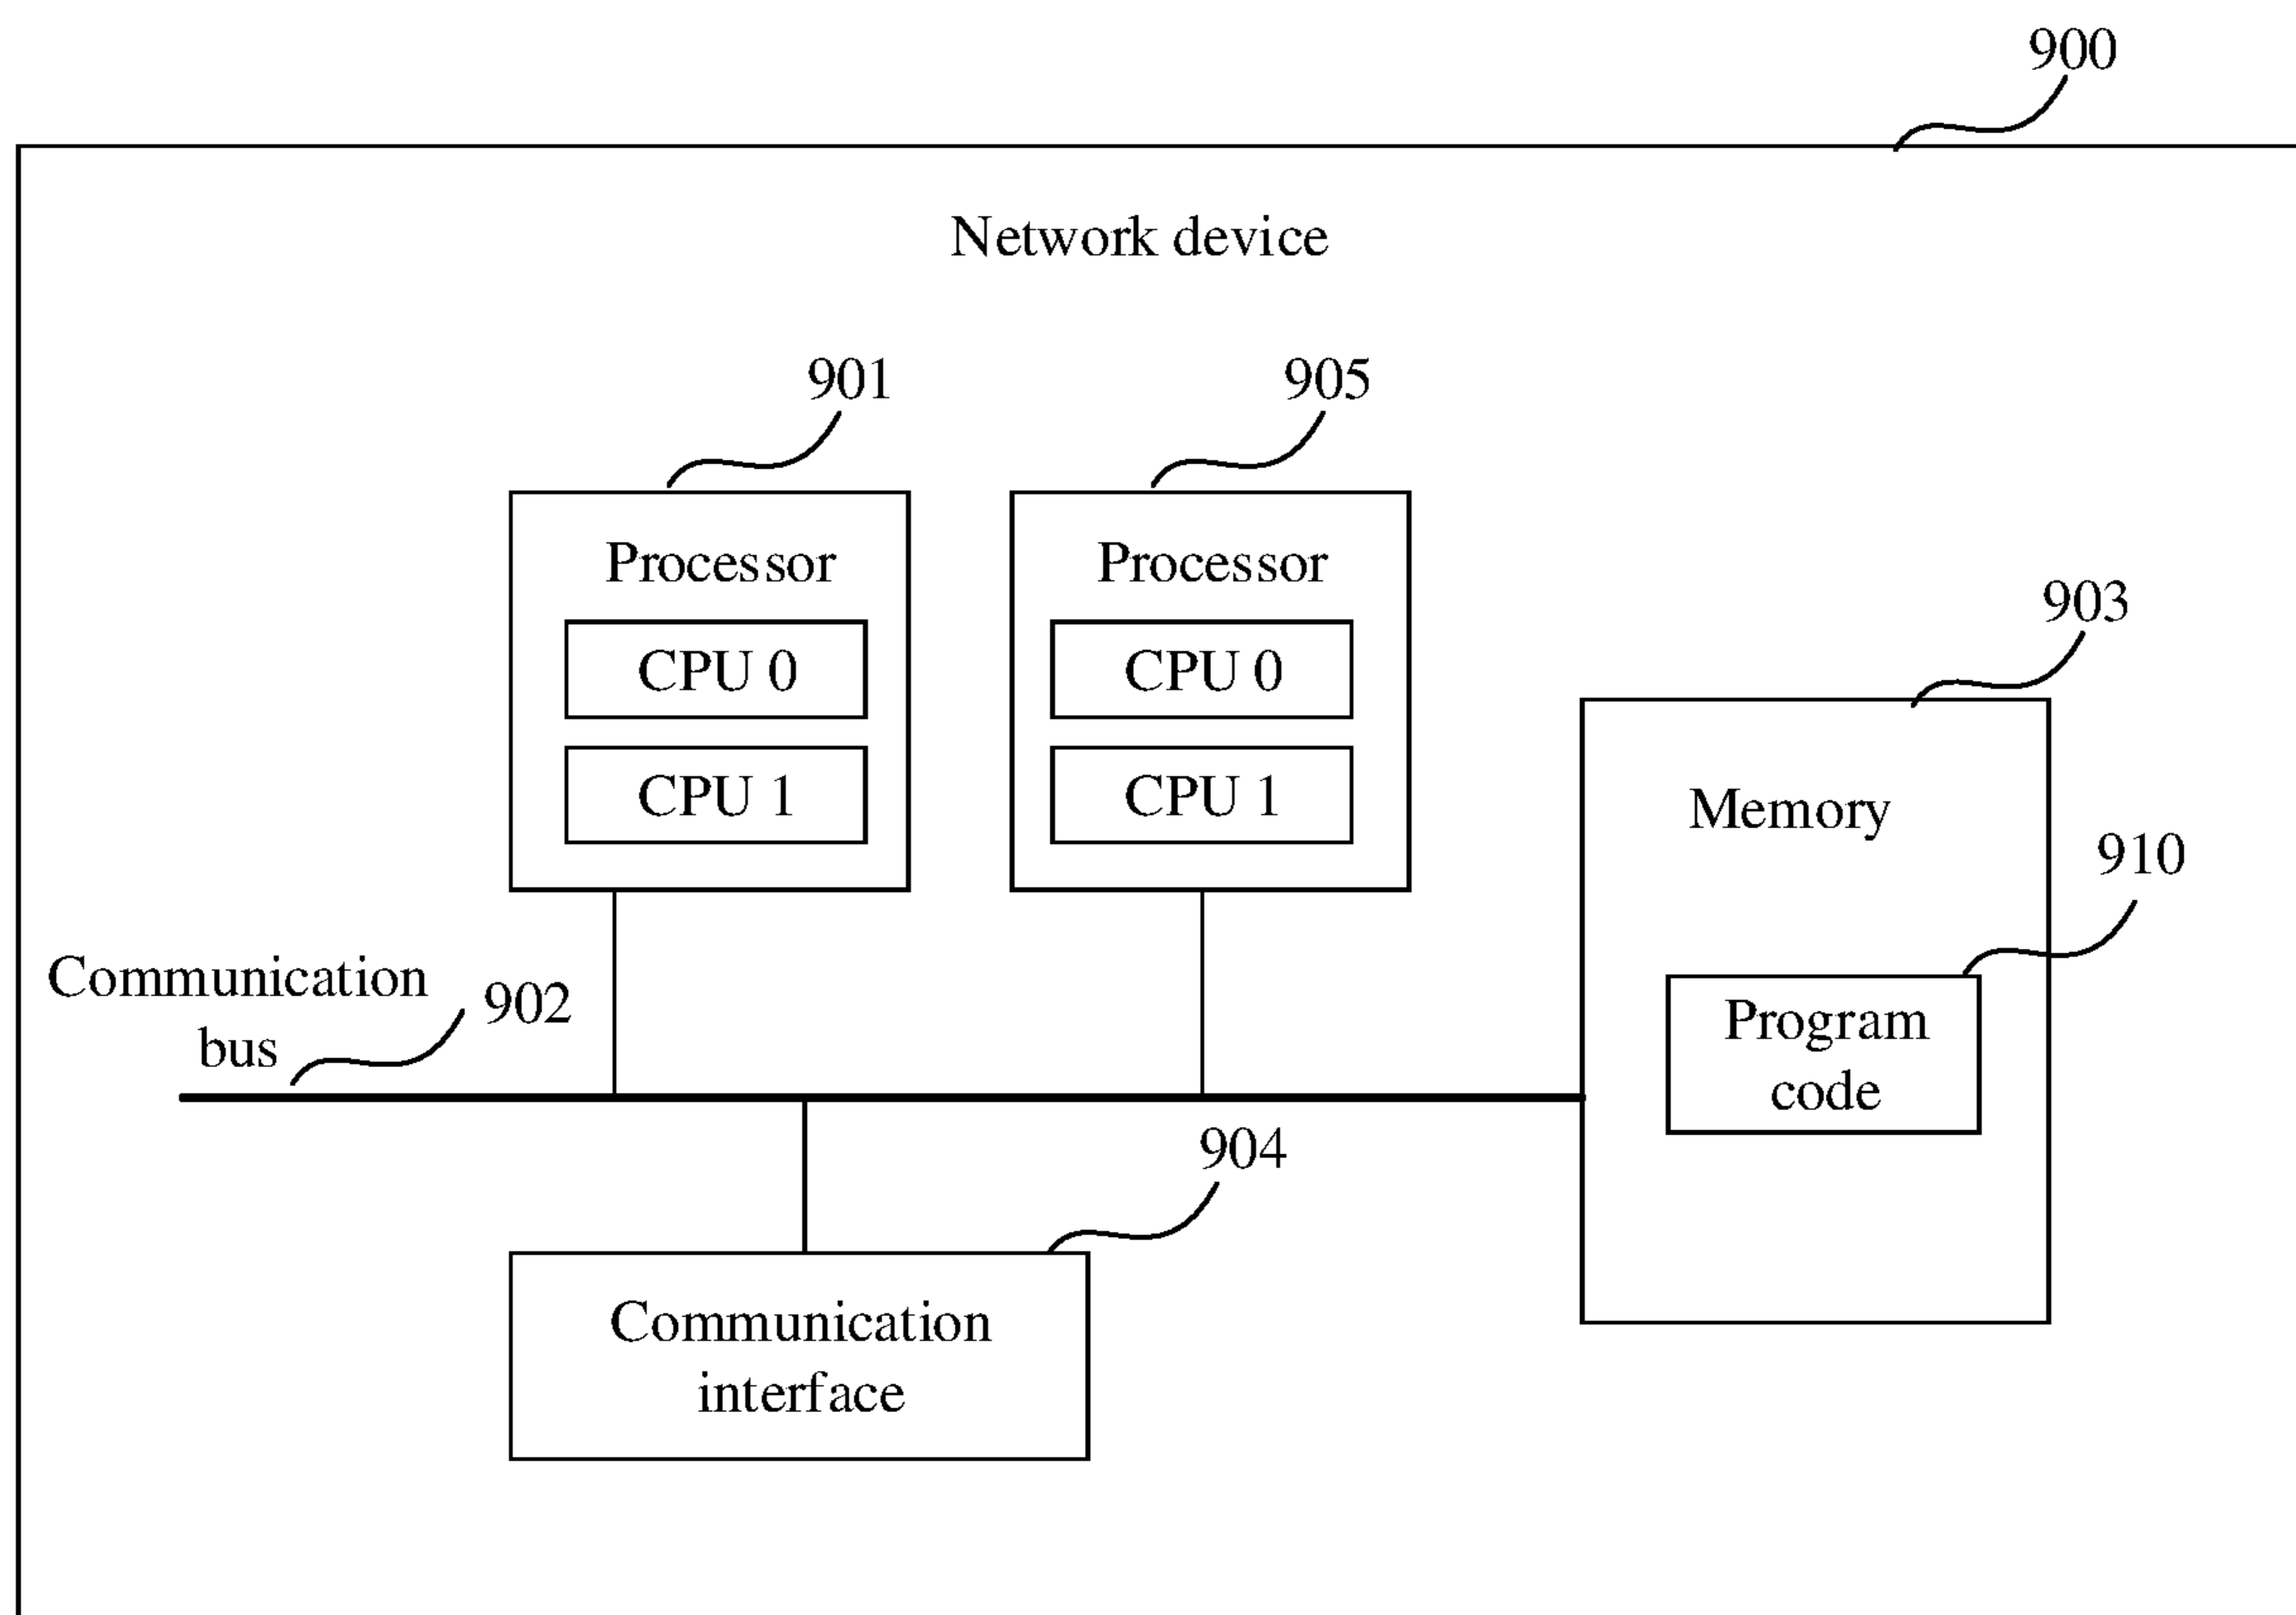 900
Network device
901
905
Processor
Processor
903
CPU 0
CPU 0
CPU 1
CPU 1
Memory
910
Communication
bus
902
Program
code
904
Communication
interface